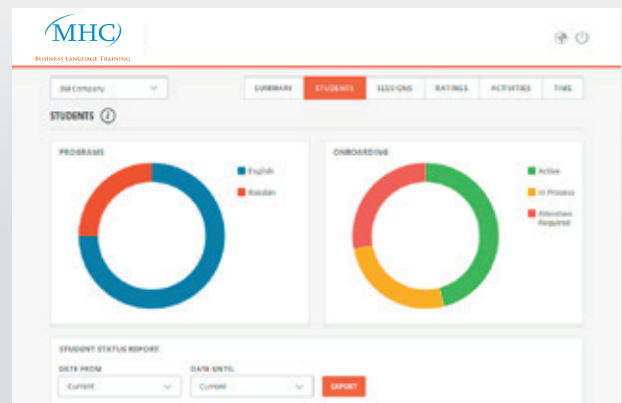 MHC
BUSINESS LANGUAGE TRAINING
Company
SUMMARY STUDENTS SESSIONS RATINGS ACTIVITIES TIME
STUDENTS i
PROGRAMS
English
Russian
ONBOARDING
Active
In Process
Attention
Required
STUDENT STATUS REPORT
DATE FROM DATE UNTIL
Current Current EXPORT